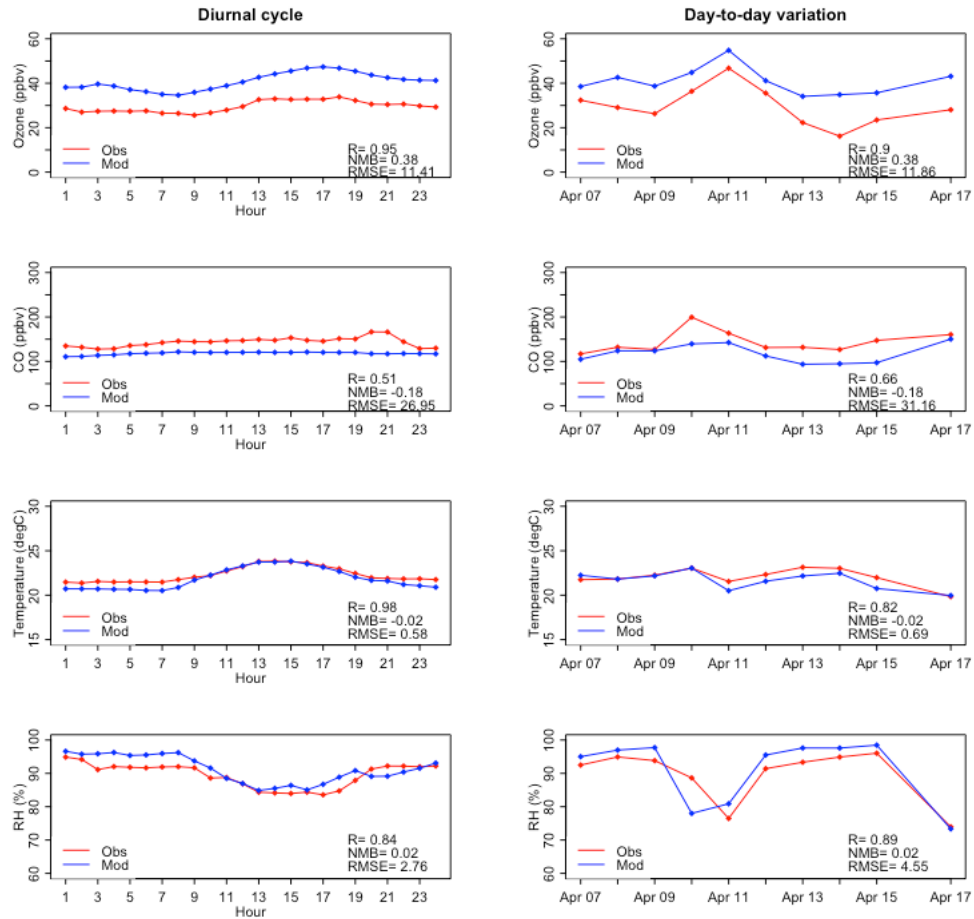 Diurnal cycle
Day-to-day variation
Ozone (ppbv)
0 20 40 60
Obs
Mod
R= 0.95
NMB= 0.38
RMSE= 11.41
1 3 5 7 9 11 13 15 17 19 21 23
Hour
Ozone (ppbv)
0 20 40 60
Obs
Mod
R= 0.9
NMB= 0.38
RMSE= 11.86
Apr 07 Apr 09 Apr 11 Apr 13 Apr 15 Apr 17
CO (ppbv)
0 100 200 300
Obs
Mod
R= 0.51
NMB= -0.18
RMSE= 26.95
1 3 5 7 9 11 13 15 17 19 21 23
Hour
CO (ppbv)
0 100 200 300
Obs
Mod
R= 0.66
NMB= -0.18
RMSE= 31.16
Apr 07 Apr 09 Apr 11 Apr 13 Apr 15 Apr 17
Temperature (degC)
15 20 25 30
Obs
Mod
R= 0.98
NMB= -0.02
RMSE= 0.58
1 3 5 7 9 11 13 15 17 19 21 23
Hour
Temperature (degC)
15 20 25 30
Obs
Mod
R= 0.82
NMB= -0.02
RMSE= 0.69
Apr 07 Apr 09 Apr 11 Apr 13 Apr 15 Apr 17
RH (%)
60 70 80 90 100
Obs
Mod
R= 0.84
NMB= 0.02
RMSE= 2.76
1 3 5 7 9 11 13 15 17 19 21 23
Hour
RH (%)
60 70 80 90 100
Obs
Mod
R= 0.89
NMB= 0.02
RMSE= 4.55
Apr 07 Apr 09 Apr 11 Apr 13 Apr 15 Apr 17